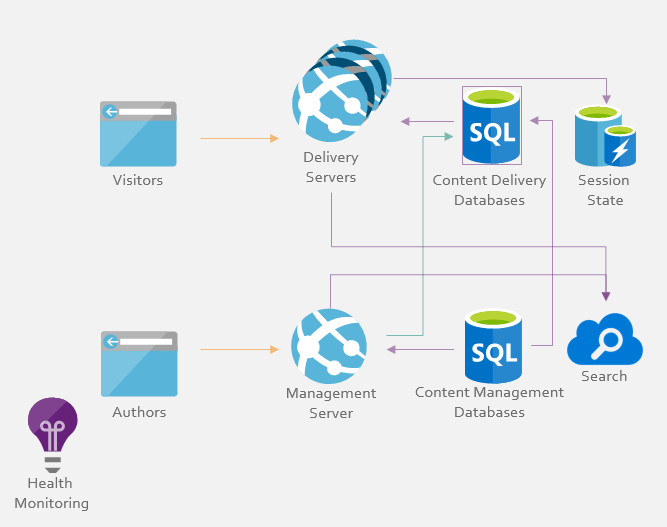 Delivery
Servers
SQL
Visitors
Content Delivery
Databases
Session
State
SQL
Management
Server
Content Management
Databases
Search
Authors
Health
Monitoring